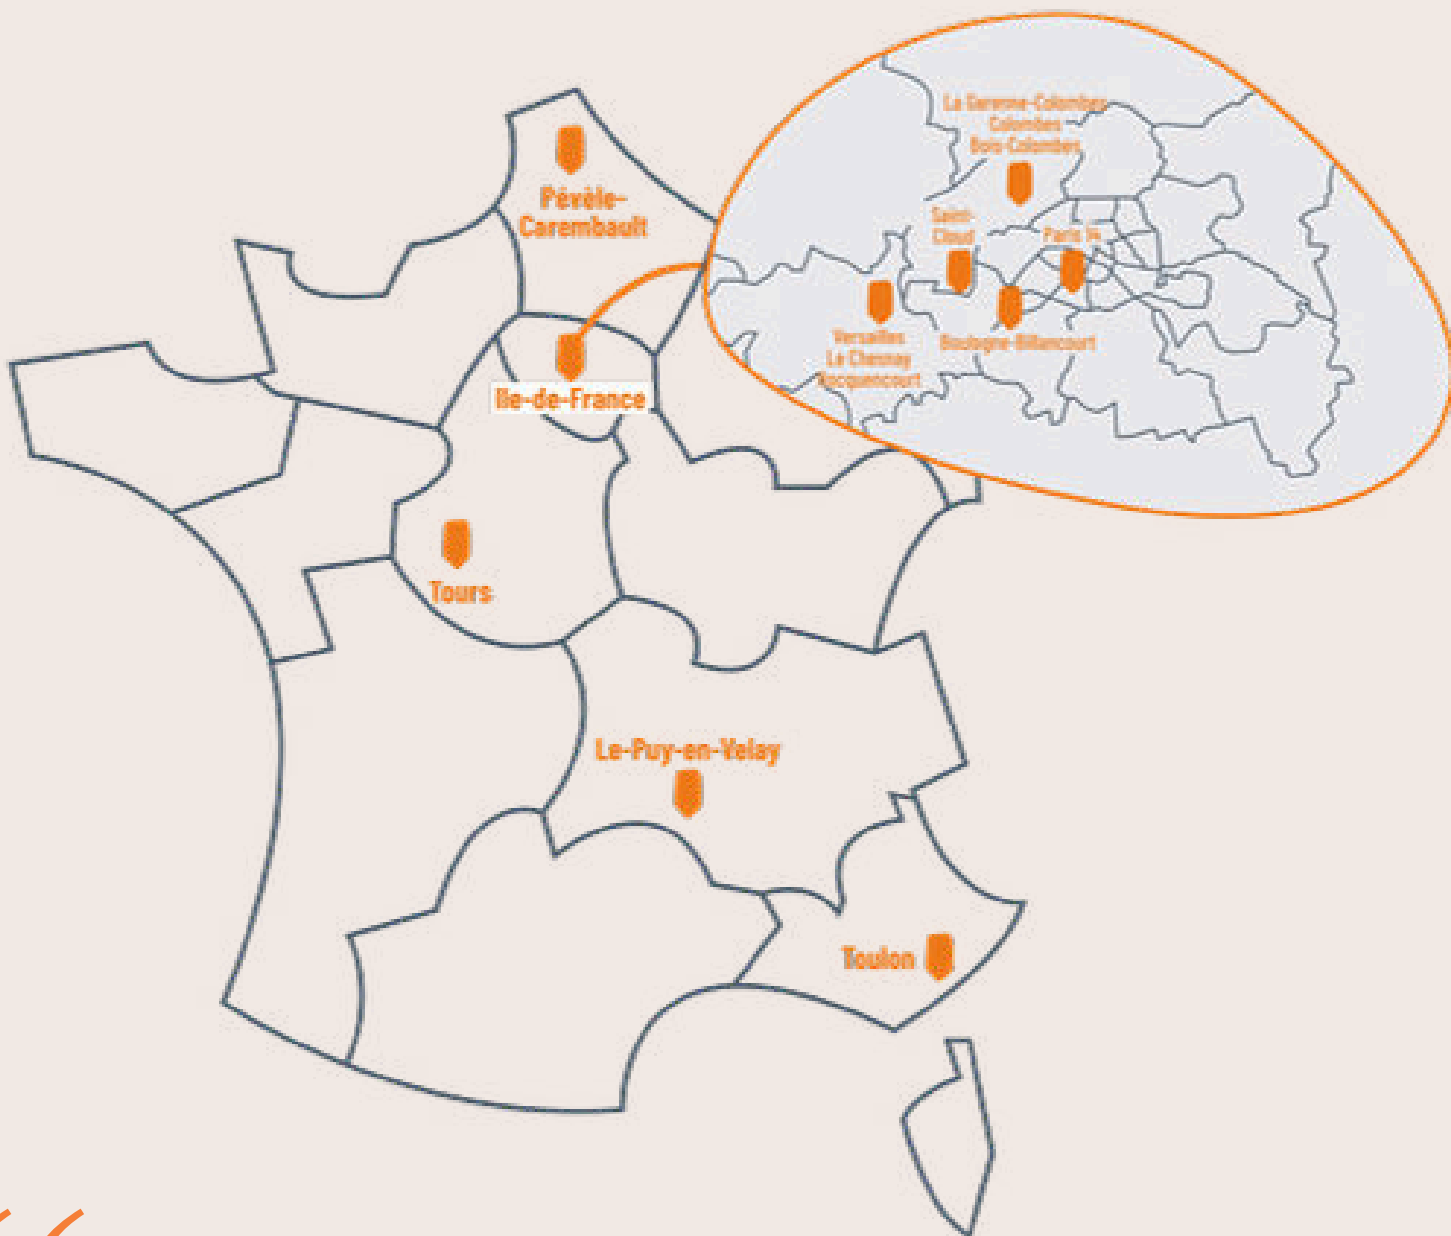 La Garenne-Colombes
Colombes
Bois-Colombes
Pévèle-
Carembault
Saint-
Cloud
Paris 14
Versailles
Le Chesnay
Rocquencourt
Boulogne-Billancourt
Ile-de-France
Tours
Le-Puy-en-Velay
Toulon